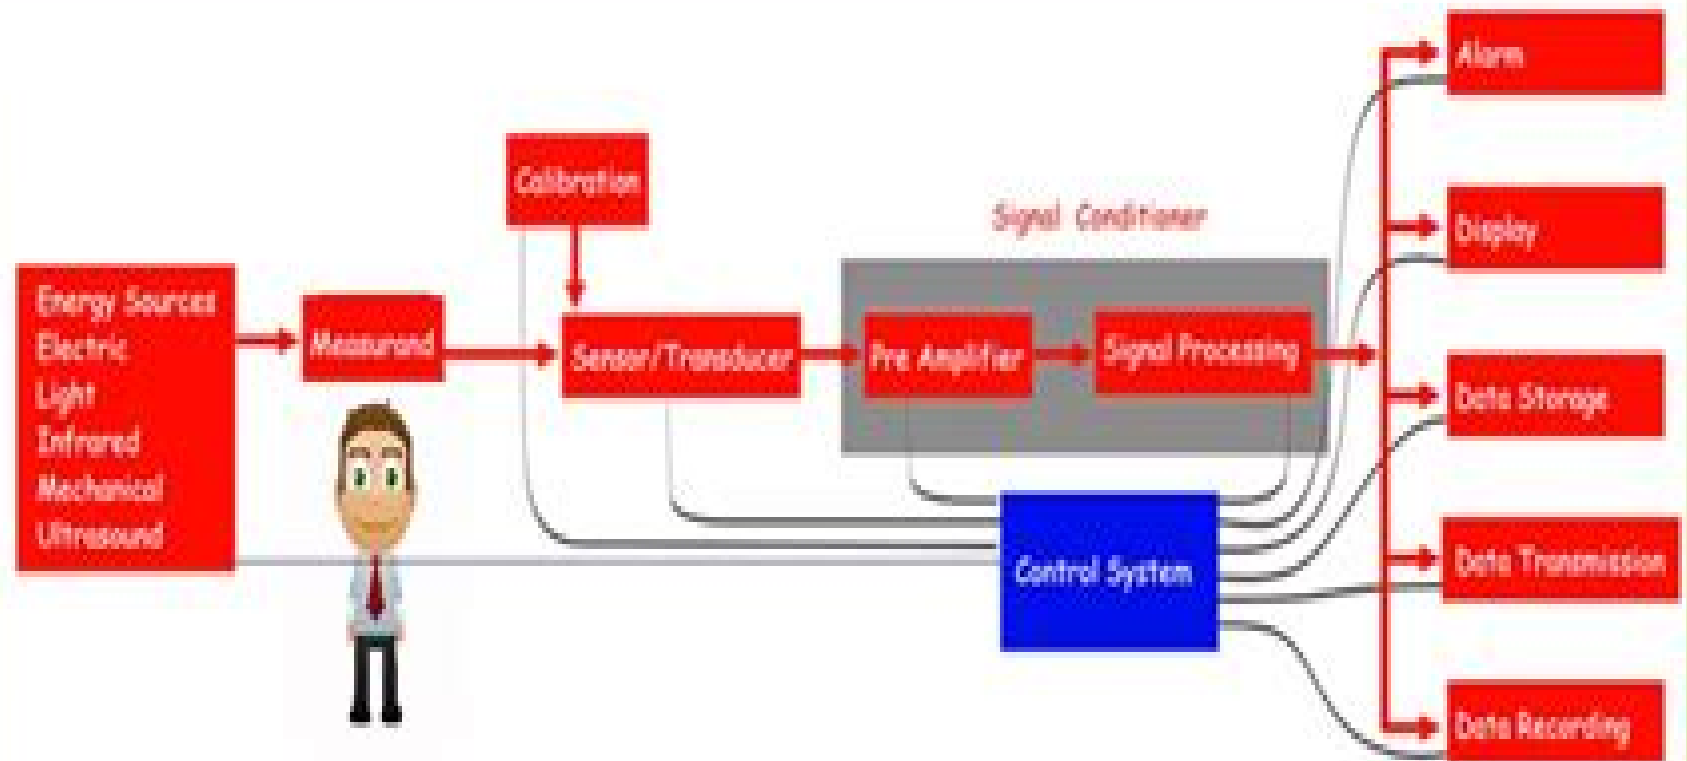 Energy Sources
Electric
Light
Infrared
Mechanical
Ultrasound
Measurand
Calibration
Sensor/Transducer
Signal Conditioner
Pre Amplifier
Signal Processing
Control System
Alarm
Display
Data Storage
Data Transmission
Data Recording